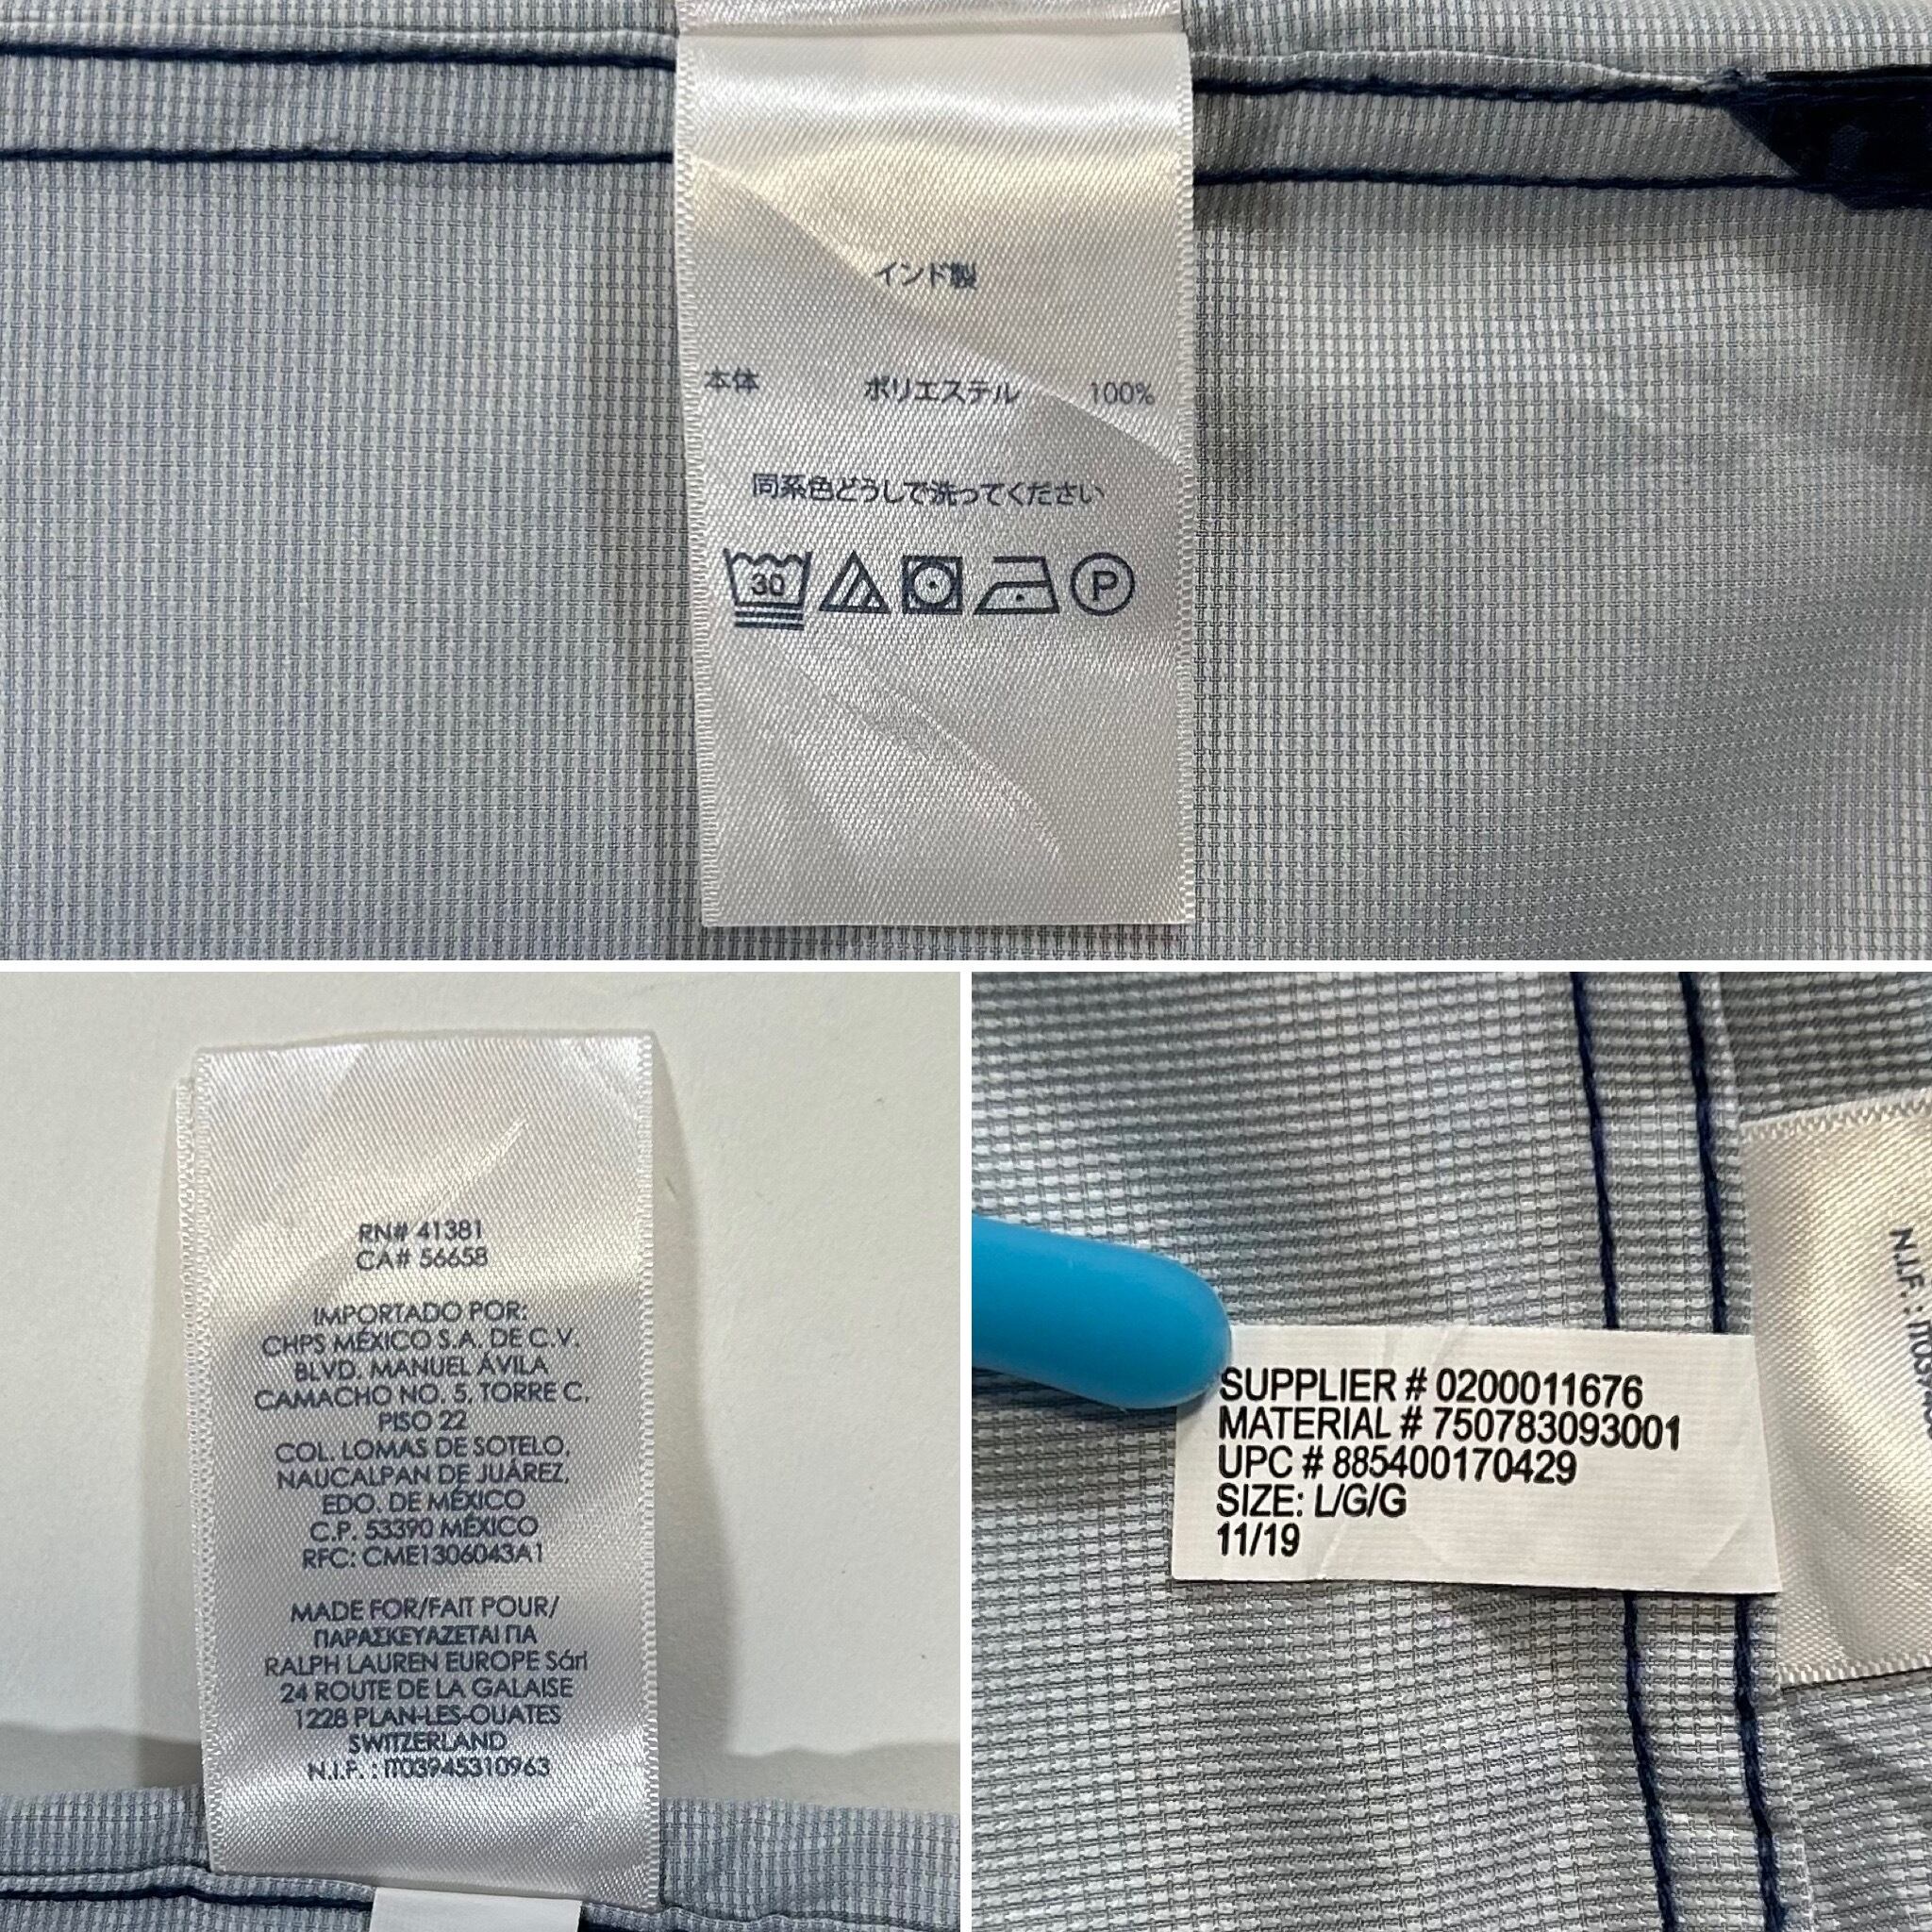 インド製
本体 ポリエステル 100%
同系色どうしで洗ってください
30 P
RN# 41381
CA# 56658
IMPORTADO POR:
CHPS MÉXICO S.A. DE C.V.
BLVD. MANUEL ÁVILA
CAMACHO NO. 5, TORRE C,
PISO 22
COL. LOMAS DE SOTELO,
NAUCALPAN DE JUÁREZ,
EDO. DE MÉXICO
C.P. 53390 MÉXICO
RFC: CME1306043A1
MADE FOR/FAIT POUR/
ΠΑΡΑΣΚΕΥΑΖΕΤΑΙ ΓΙΑ
RALPH LAUREN EUROPE Sárl
24 ROUTE DE LA GALAISE
1228 PLAN-LES-OUATES
SWITZERLAND
N.I.F. : IT03945310963
SUPPLIER # 0200011676
MATERIAL # 750783093001
UPC # 885400170429
SIZE: L/G/G
11/19
N.I.F. :